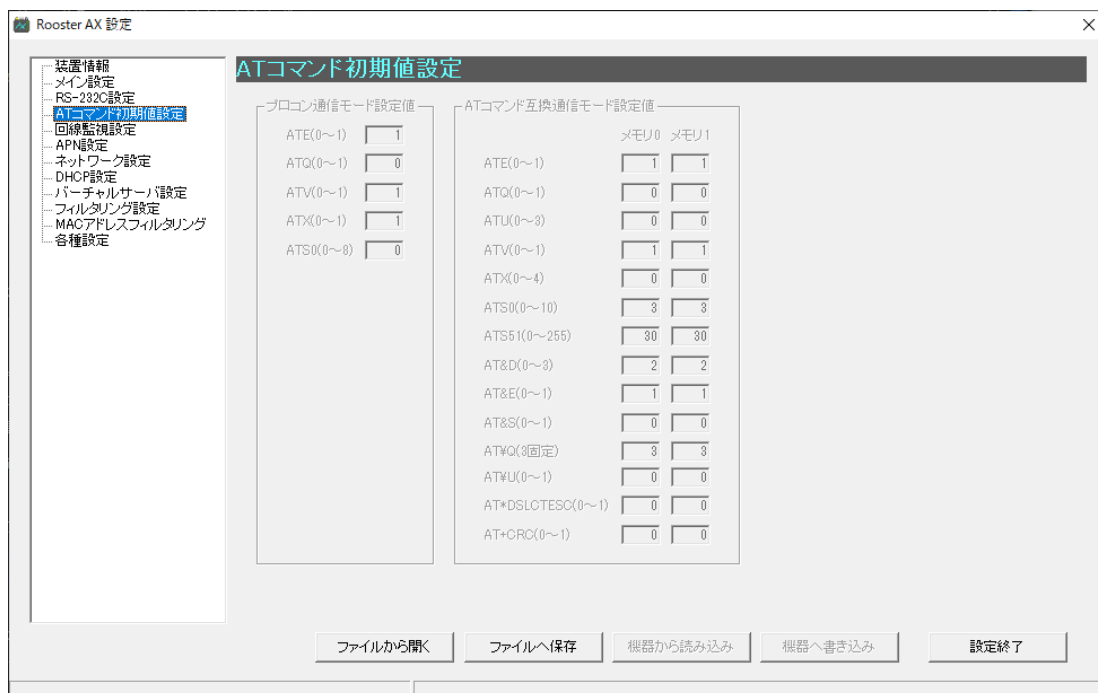 Rooster AX 設定
装置情報
メイン設定
RS-232C設定
ATコマンド初期値設定
回線監視設定
APN設定
ネットワーク設定
DHCP設定
バーチャルサーバ設定
フィルタリング設定
MACアドレスフィルタリング
各種設定
ATコマンド初期値設定
プロコン通信モード設定値
ATE(0～1) 1
ATQ(0～1) 0
ATV(0～1) 1
ATX(0～1) 1
ATS0(0～8) 0
ATコマンド互換通信モード設定値
メモリ0 メモリ1
ATE(0～1) 1 1
ATQ(0～1) 0 0
ATU(0～3) 0 0
ATV(0～1) 1 1
ATX(0～4) 0 0
ATS0(0～10) 3 3
ATS51(0～255) 30 30
AT&D(0～3) 2 2
AT&E(0～1) 1 1
AT&S(0～1) 0 0
AT¥Q(3固定) 3 3
AT¥U(0～1) 0 0
AT*DSLCTESC(0～1) 0 0
AT+CRC(0～1) 0 0
ファイルから開く ファイルへ保存 機器から読み込み 機器へ書き込み 設定終了